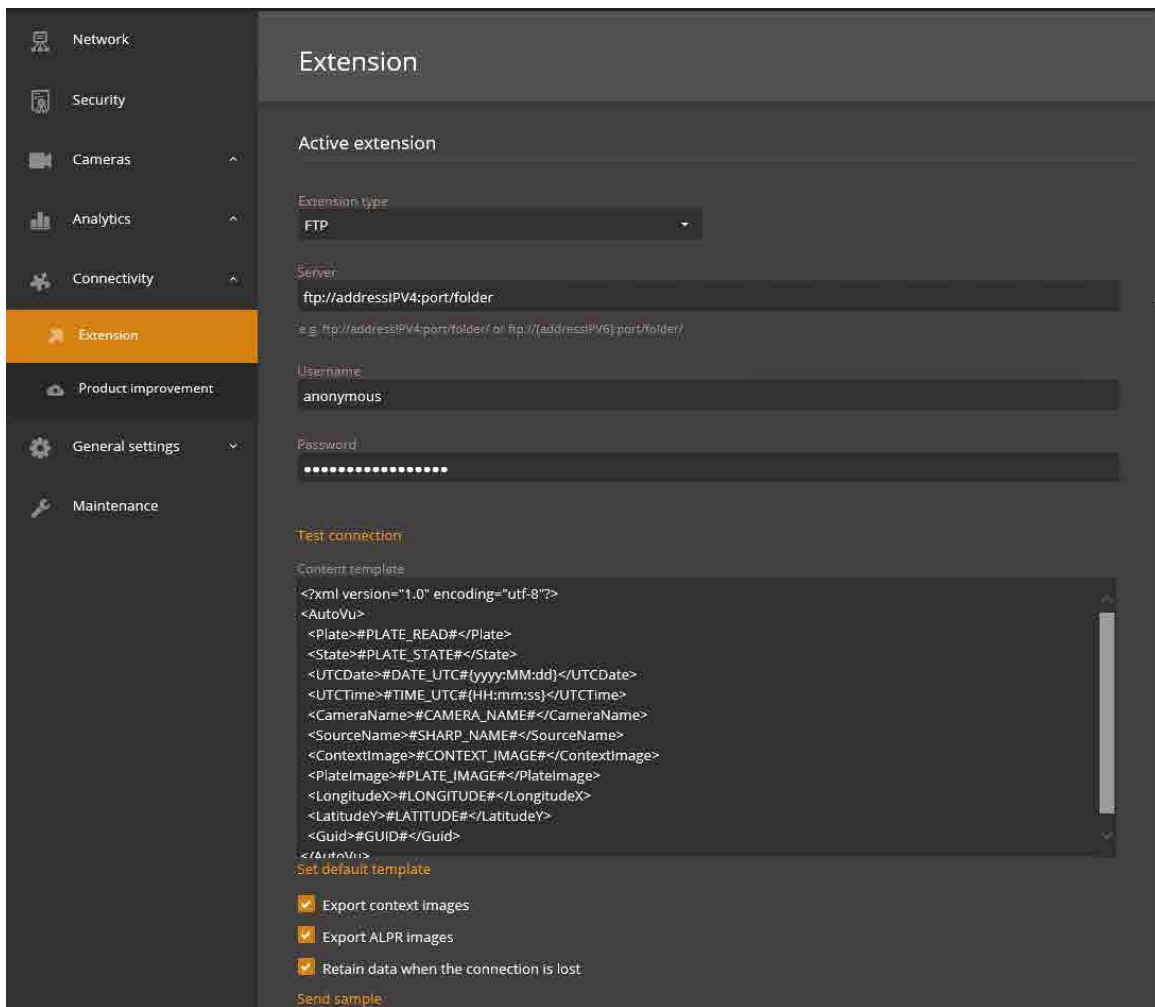 Network
Security
Cameras
Analytics
Connectivity
Extension
Product improvement
General settings
Maintenance
Extension
Active extension
Extension type
FTP
Server
ftp://addressIPV4:port/folder
e.g. ftp://addressIPV4:port/folder/ or ftp://[addressIPV6]:port/folder/
Username
anonymous
Password
•••••••••••••••••
Test connection
Content template
<?xml version="1.0" encoding="utf-8"?>
<AutoVu>
<Plate>#PLATE_READ#</Plate>
<State>#PLATE_STATE#</State>
<UTCDate>#DATE_UTC#{yyyy:MM:dd}</UTCDate>
<UTCTime>#TIME_UTC#{HH:mm:ss}</UTCTime>
<CameraName>#CAMERA_NAME#</CameraName>
<SourceName>#SHARP_NAME#</SourceName>
<ContextImage>#CONTEXT_IMAGE#</ContextImage>
<PlateImage>#PLATE_IMAGE#</PlateImage>
<LongitudeX>#LONGITUDE#</LongitudeX>
<LatitudeY>#LATITUDE#</LatitudeY>
<Guid>#GUID#</Guid>
</AutoVu>
Set default template
Export context images
Export ALPR images
Retain data when the connection is lost
Send sample